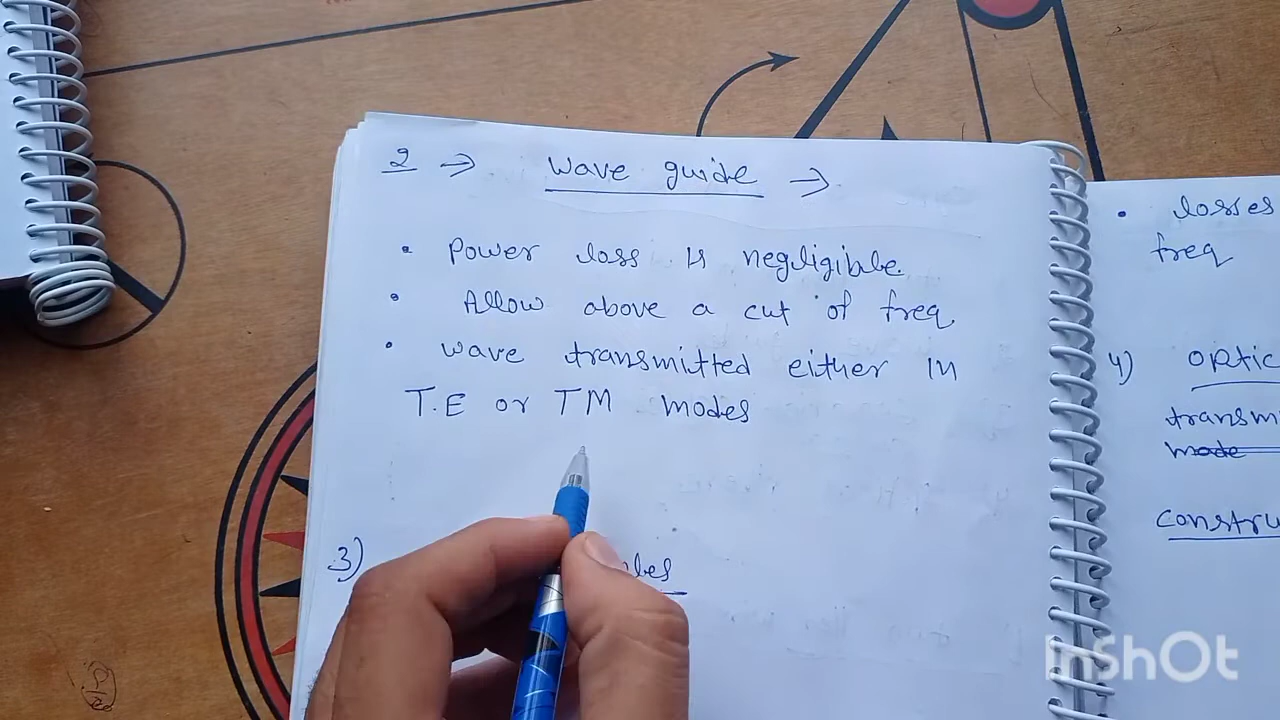 2 → Wave guide →
• Power loss is negligible.
• Allow above a cut of freq
• wave transmitted either in
T.E or TM modes
3)
• losses
freq
4) optic
transm
mode
constru
InShOt